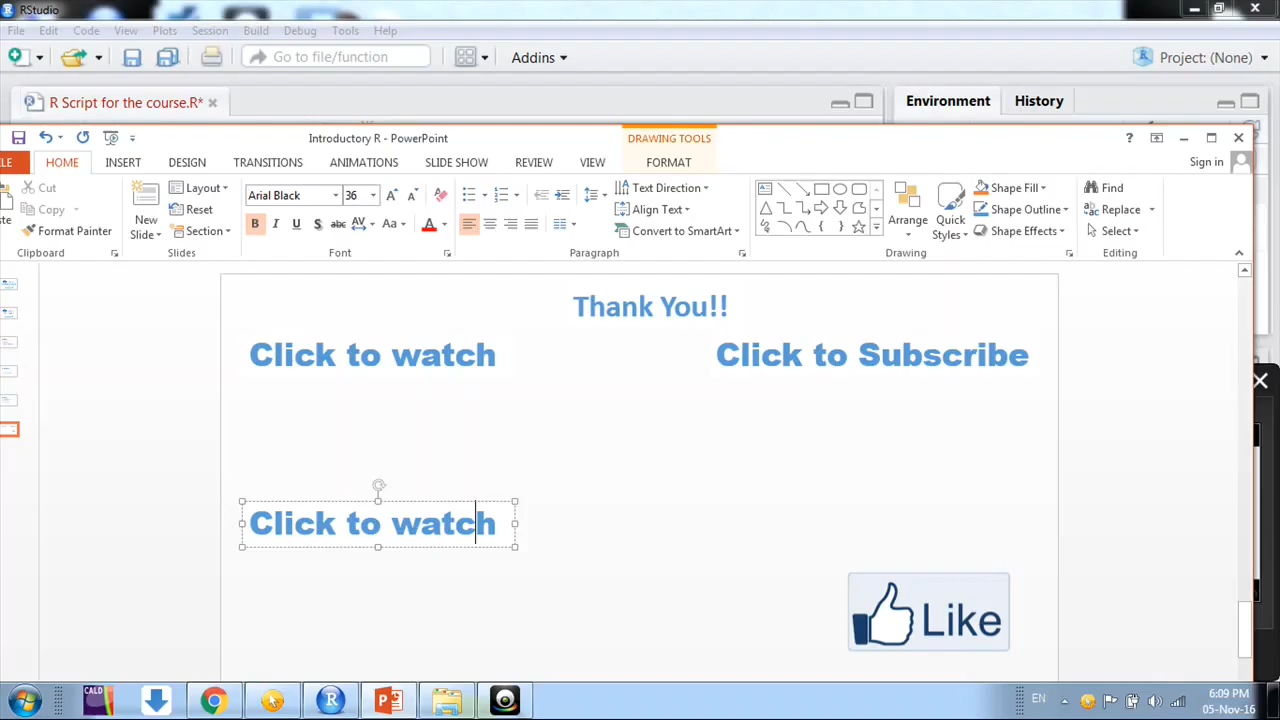 RStudio
File Edit Code View Plots Session Build Debug Tools Help
Go to file/function Addins Project: (None)
R Script for the course.R* Environment History
Introductory R - PowerPoint DRAWING TOOLS ?
HOME INSERT DESIGN TRANSITIONS ANIMATIONS SLIDE SHOW REVIEW VIEW FORMAT Sign in
Cut Layout Arial Black 36 Text Direction Shape Fill Find
Copy New Slide Reset Align Text Arrange Quick Styles Shape Outline Replace
Format Painter Section B I U S abc AV Aa A Convert to SmartArt Shape Effects Select
Clipboard Slides Font Paragraph Drawing Editing
Thank You!!
Click to watch Click to Subscribe
Click to watch
Like
CALD EN 6:09 PM
05-Nov-16